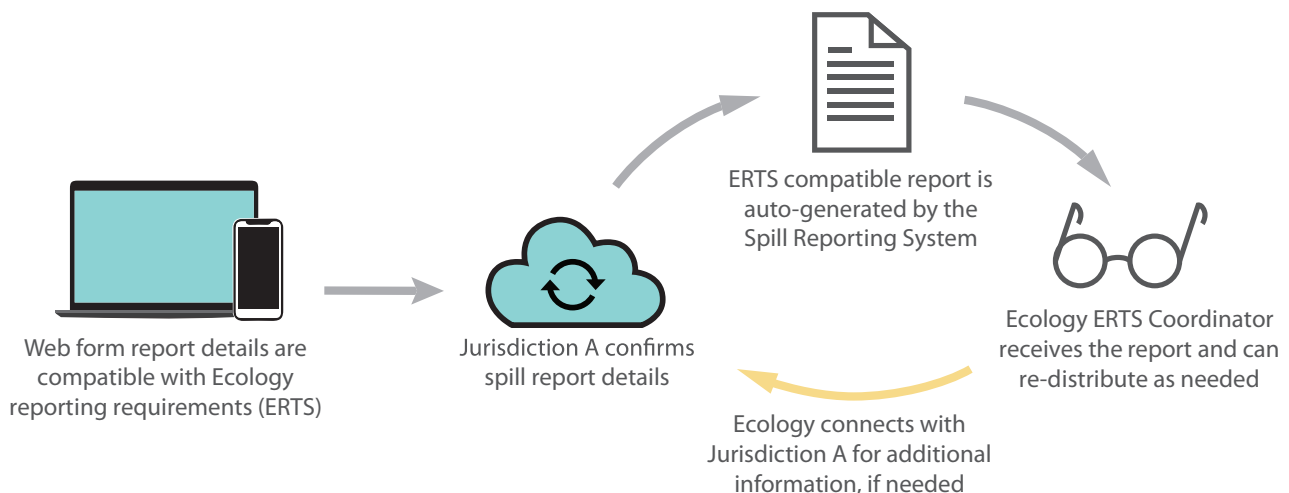 Web form report details are
compatible with Ecology
reporting requirements (ERTS)
Jurisdiction A confirms
spill report details
ERTS compatible report is
auto-generated by the
Spill Reporting System
Ecology ERTS Coordinator
receives the report and can
re-distribute as needed
Ecology connects with
Jurisdiction A for additional
information, if needed